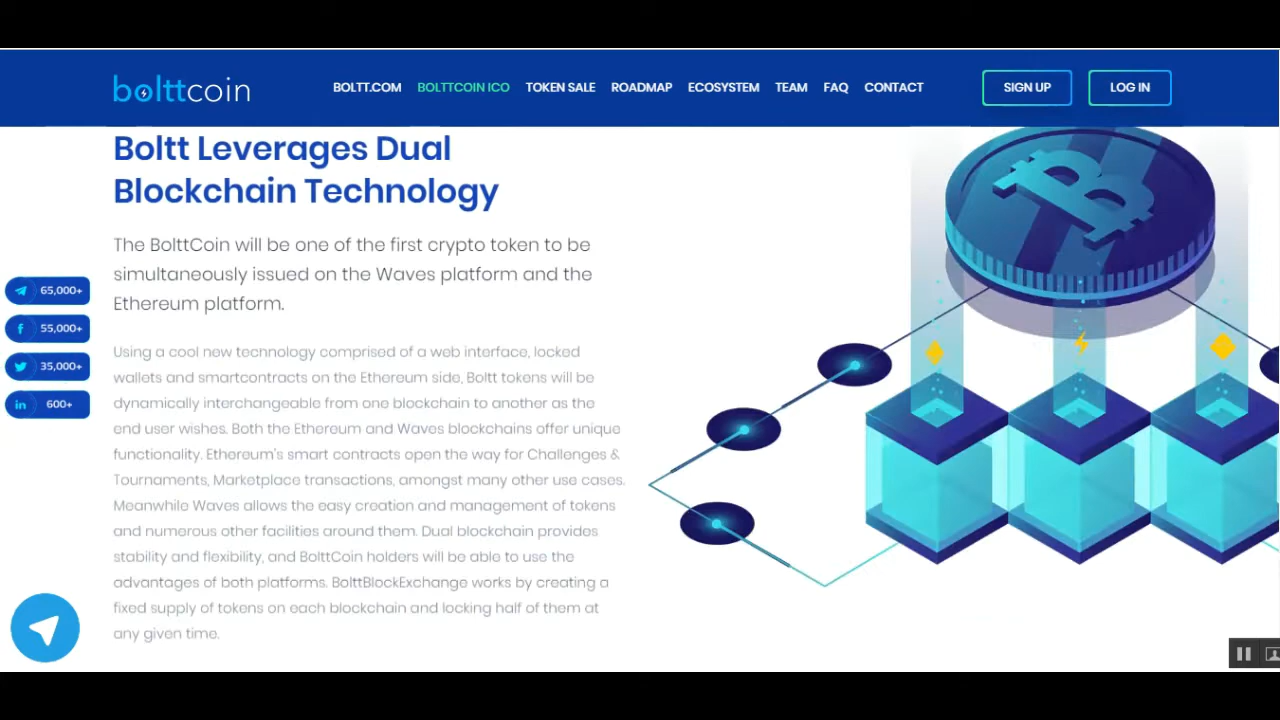 bolttcoin
BOLTT.COM BOLTTCOIN ICO TOKEN SALE ROADMAP ECOSYSTEM TEAM FAQ CONTACT SIGN UP LOG IN
Boltt Leverages Dual
Blockchain Technology
The BolttCoin will be one of the first crypto token to be
simultaneously issued on the Waves platform and the
Ethereum platform.
65,000+
55,000+
35,000+
600+
Using a cool new technology comprised of a web interface, locked
wallets and smartcontracts on the Ethereum side, Boltt tokens will be
dynamically interchangeable from one blockchain to another as the
end user wishes. Both the Ethereum and Waves blockchains offer unique
functionality. Ethereum's smart contracts open the way for Challenges &
Tournaments, Marketplace transactions, amongst many other use cases.
Meanwhile Waves allows the easy creation and management of tokens
and numerous other facilities around them. Dual blockchain provides
stability and flexibility, and BolttCoin holders will be able to use the
advantages of both platforms. BolttBlockExchange works by creating a
fixed supply of tokens on each blockchain and locking half of them at
any given time.